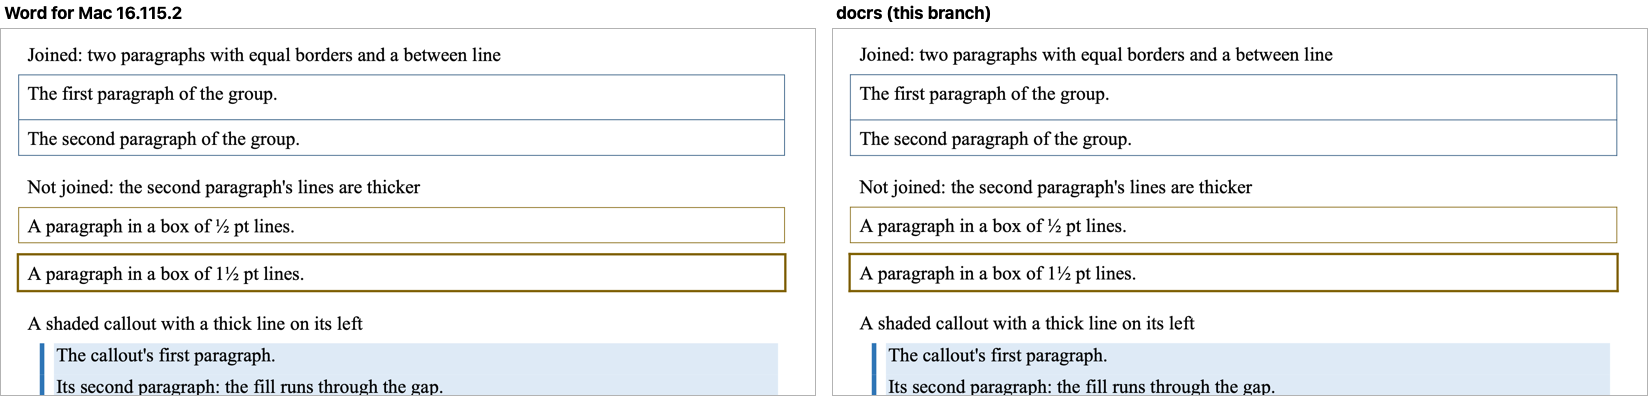 Word for Mac 16.115.2
Joined: two paragraphs with equal borders and a between line
The first paragraph of the group.
The second paragraph of the group.
Not joined: the second paragraph's lines are thicker
A paragraph in a box of ½ pt lines.
A paragraph in a box of 1½ pt lines.
A shaded callout with a thick line on its left
The callout's first paragraph.
Its second paragraph: the fill runs through the gap.
docrs (this branch)
Joined: two paragraphs with equal borders and a between line
The first paragraph of the group.
The second paragraph of the group.
Not joined: the second paragraph's lines are thicker
A paragraph in a box of ½ pt lines.
A paragraph in a box of 1½ pt lines.
A shaded callout with a thick line on its left
The callout's first paragraph.
Its second paragraph: the fill runs through the gap.